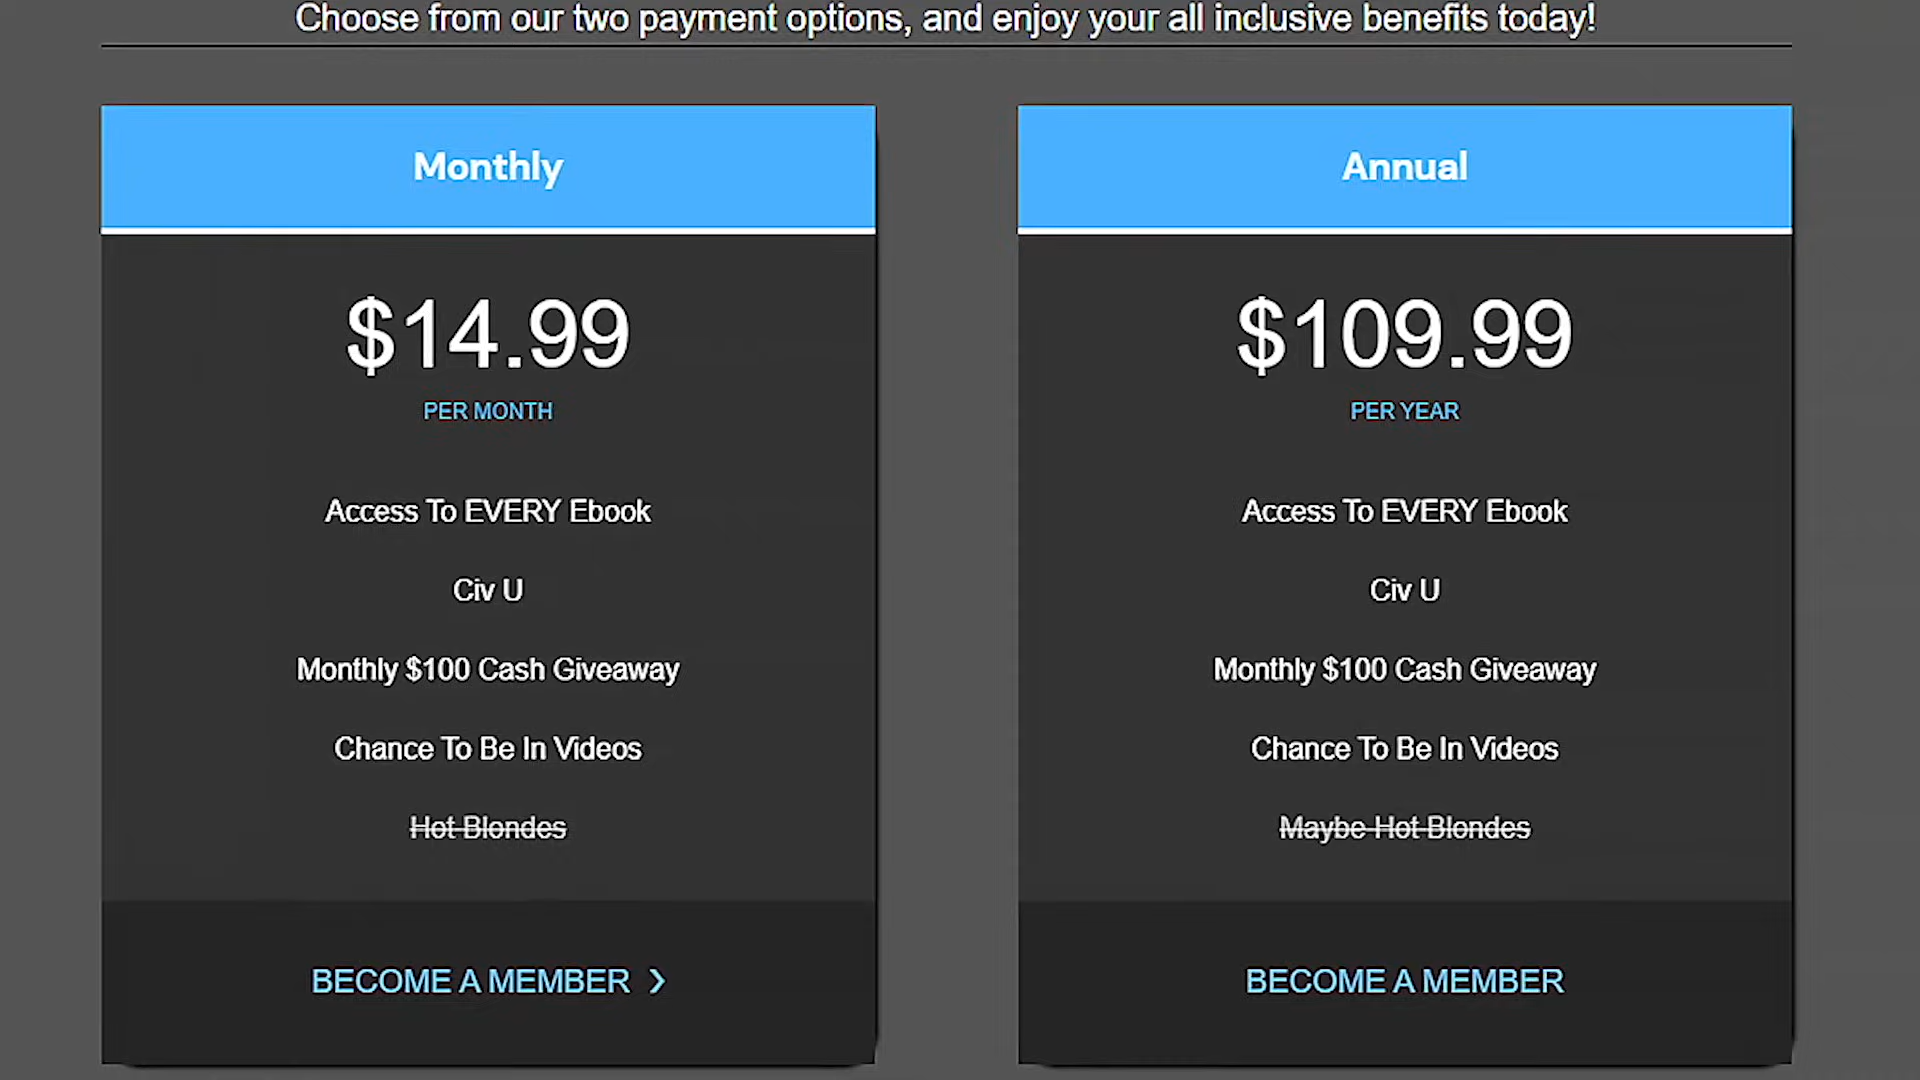 Choose from our two payment options, and enjoy your all inclusive benefits today!
Monthly
$14.99
PER MONTH
Access To EVERY Ebook
Civ U
Monthly $100 Cash Giveaway
Chance To Be In Videos
Hot Blondes
BECOME A MEMBER >
Annual
$109.99
PER YEAR
Access To EVERY Ebook
Civ U
Monthly $100 Cash Giveaway
Chance To Be In Videos
Maybe Hot Blondes
BECOME A MEMBER